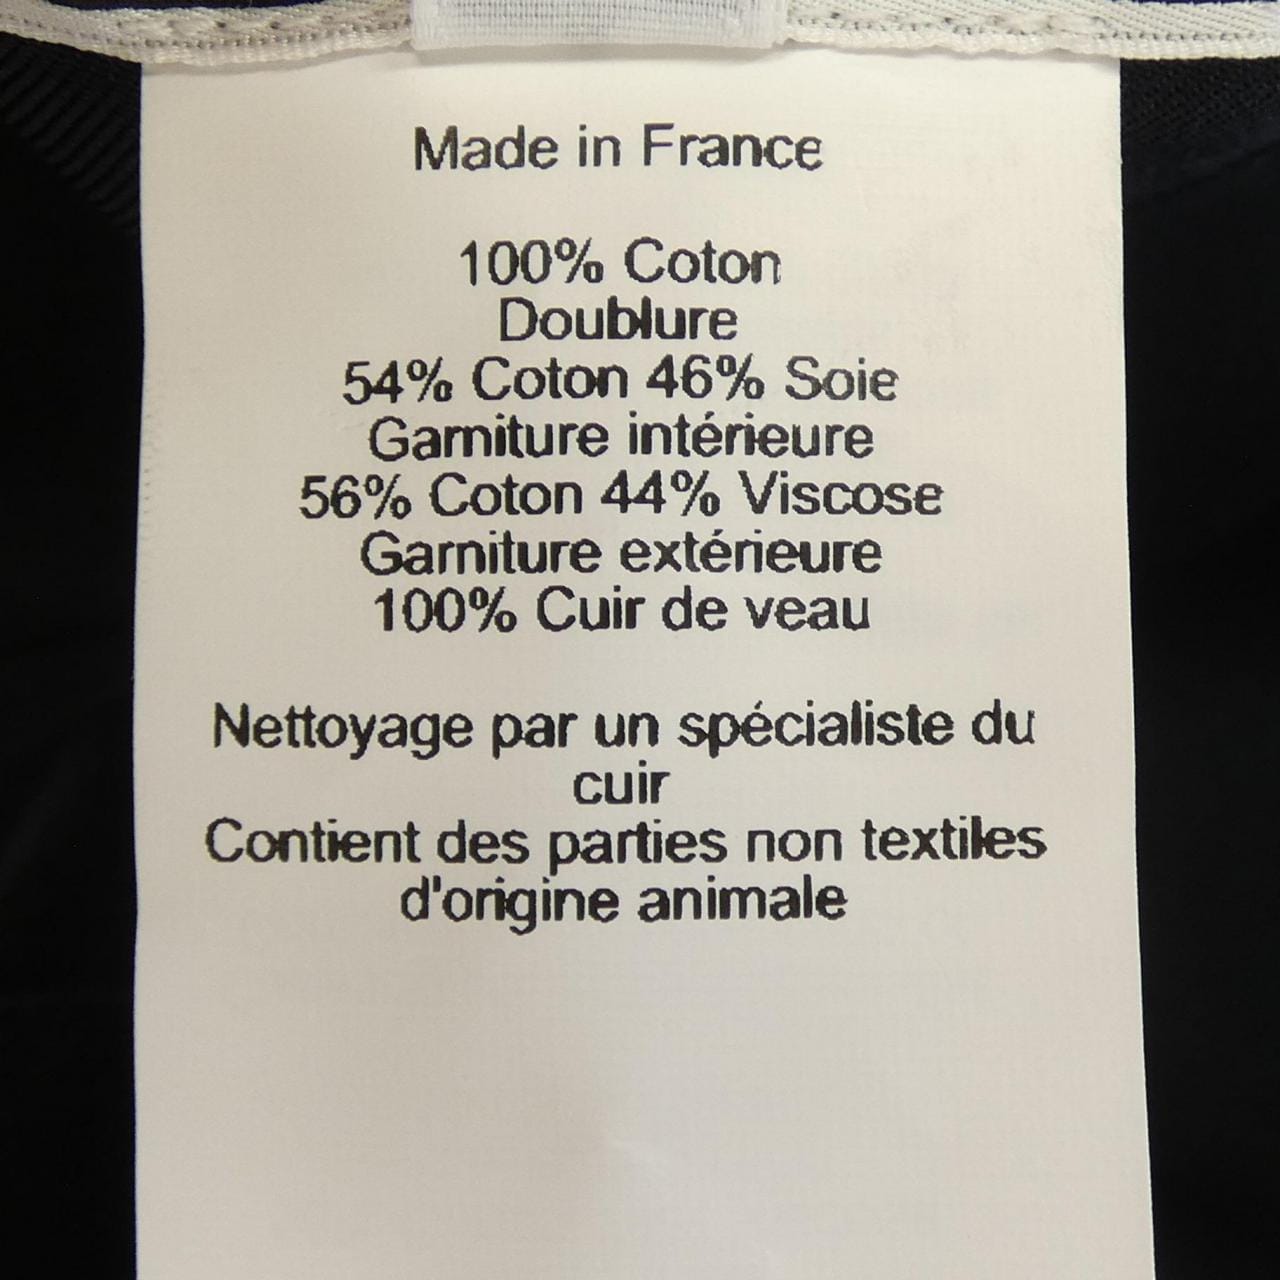 Made in France
100% Coton
Doublure
54% Coton 46% Soie
Garniture intérieure
56% Coton 44% Viscose
Garniture extérieure
100% Cuir de veau
Nettoyage par un spécialiste du
cuir
Contient des parties non textiles
d'origine animale